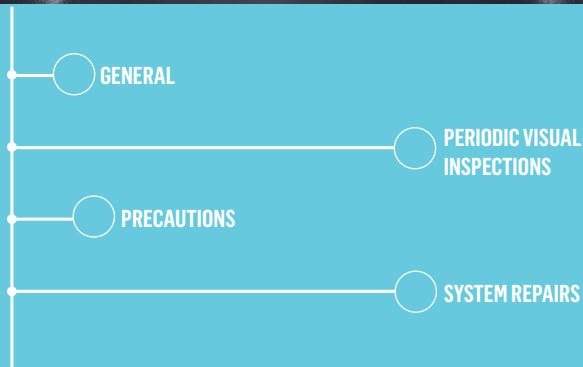 GENERAL
PERIODIC VISUAL
INSPECTIONS
PRECAUTIONS
SYSTEM REPAIRS